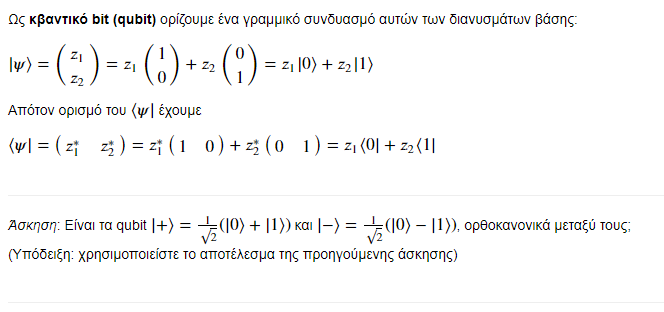 Ως κβαντικό bit (qubit) ορίζουμε ένα γραμμικό συνδυασμό αυτών των διανυσμάτων βάσης:
|ψ⟩ = ( z₁ z₂ ) = z₁ ( 1 0 ) + z₂ ( 0 1 ) = z₁ |0⟩ + z₂ |1⟩
Απότον ορισμό του ⟨ψ| έχουμε
⟨ψ| = ( z₁* z₂* ) = z₁* ( 1 0 ) + z₂* ( 0 1 ) = z₁ ⟨0| + z₂ ⟨1|
Άσκηση: Είναι τα qubit |+⟩ = 1/√2 (|0⟩ + |1⟩) και |−⟩ = 1/√2 (|0⟩ − |1⟩), ορθοκανονικά μεταξύ τους;
(Υπόδειξη: χρησιμοποιείστε το αποτέλεσμα της προηγούμενης άσκησης)